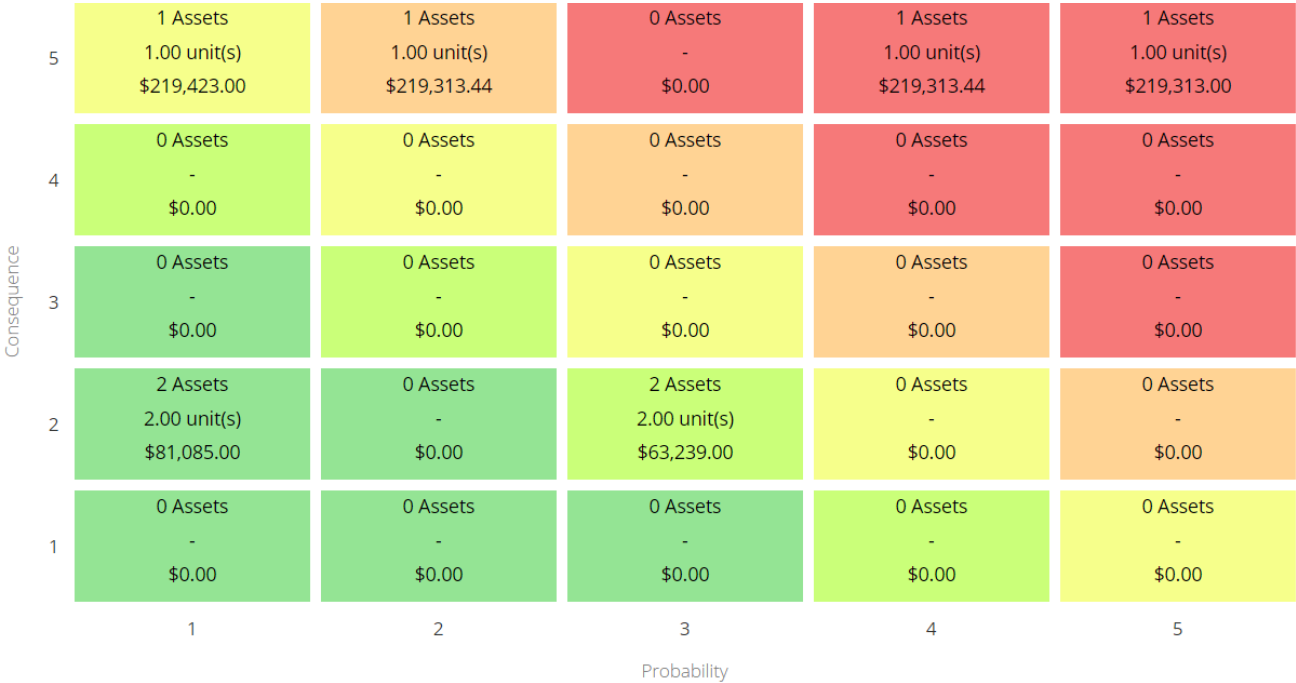 1 Assets
1.00 unit(s)
$219,423.00
1 Assets
1.00 unit(s)
$219,313.44
0 Assets
-
$0.00
1 Assets
1.00 unit(s)
$219,313.44
1 Assets
1.00 unit(s)
$219,313.00
5
0 Assets
-
$0.00
0 Assets
-
$0.00
0 Assets
-
$0.00
0 Assets
-
$0.00
0 Assets
-
$0.00
4
0 Assets
-
$0.00
0 Assets
-
$0.00
0 Assets
-
$0.00
0 Assets
-
$0.00
0 Assets
-
$0.00
3
Consequence
2 Assets
2.00 unit(s)
$81,085.00
0 Assets
-
$0.00
2 Assets
2.00 unit(s)
$63,239.00
0 Assets
-
$0.00
0 Assets
-
$0.00
2
0 Assets
-
$0.00
0 Assets
-
$0.00
0 Assets
-
$0.00
0 Assets
-
$0.00
0 Assets
-
$0.00
1
1
2
3
4
5
Probability